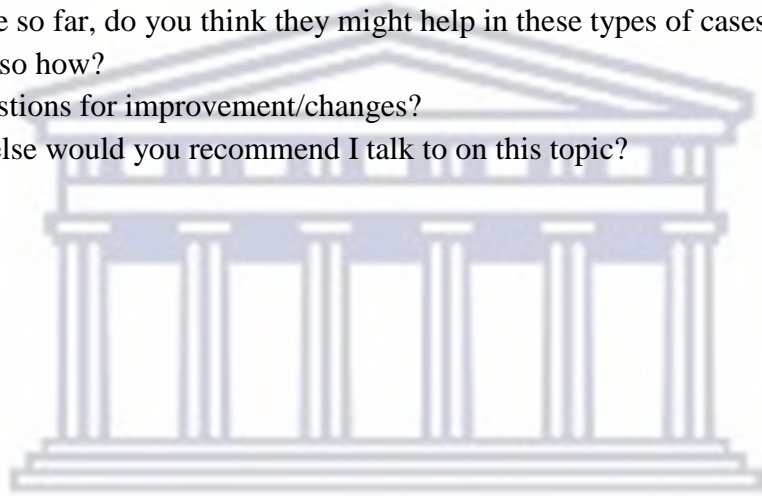 e so far, do you think they might help in these types of cases
so how?
stions for improvement/changes?
else would you recommend I talk to on this topic?